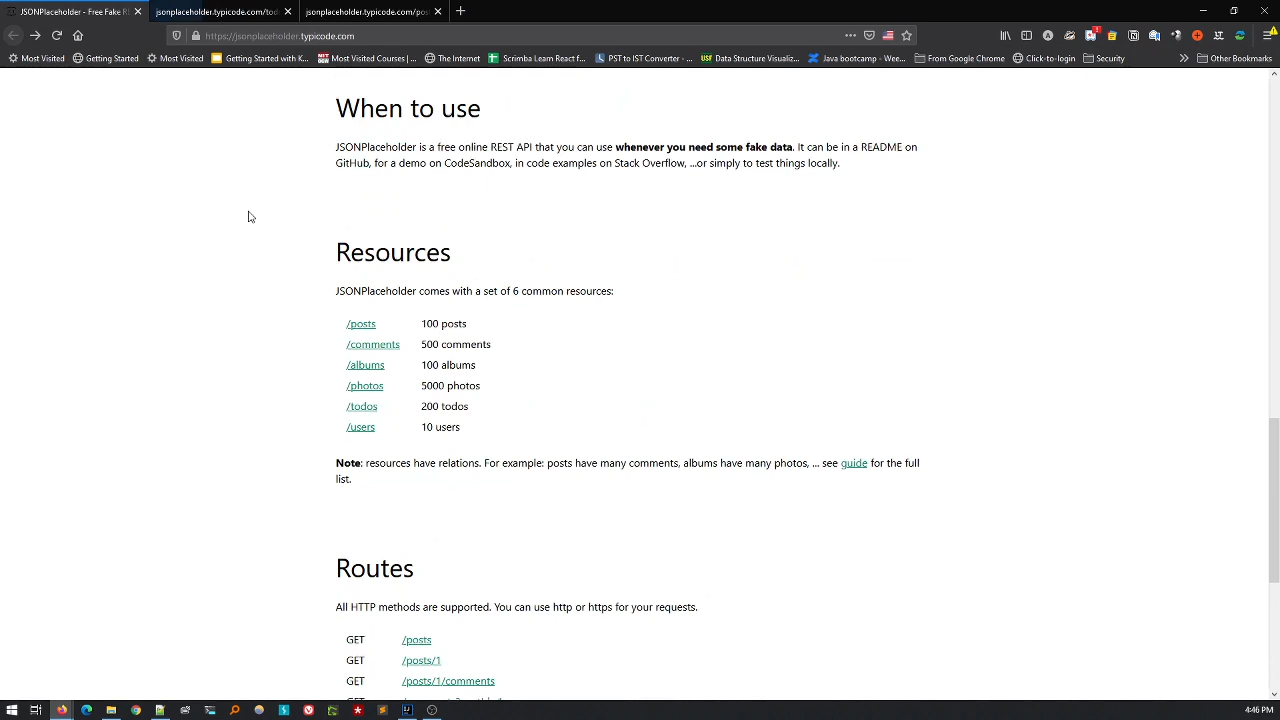 JSONPlaceholder - Free Fake RE
jsonplaceholder.typicode.com/tod
jsonplaceholder.typicode.com/pos
https://jsonplaceholder.typicode.com
Most Visited
Getting Started
Most Visited
Getting Started with K...
Most Visited Courses | ...
The Internet
Scrimba Learn React f...
PST to IST Converter - ...
Data Structure Visualiz...
Java bootcamp - Wee...
From Google Chrome
Click-to-login
Security
Other Bookmarks
When to use
JSONPlaceholder is a free online REST API that you can use whenever you need some fake data. It can be in a README on
GitHub, for a demo on CodeSandbox, in code examples on Stack Overflow, ...or simply to test things locally.
Resources
JSONPlaceholder comes with a set of 6 common resources:
/posts 100 posts
/comments 500 comments
/albums 100 albums
/photos 5000 photos
/todos 200 todos
/users 10 users
Note: resources have relations. For example: posts have many comments, albums have many photos, ... see guide for the full
list.
Routes
All HTTP methods are supported. You can use http or https for your requests.
GET /posts
GET /posts/1
GET /posts/1/comments
4:46 PM